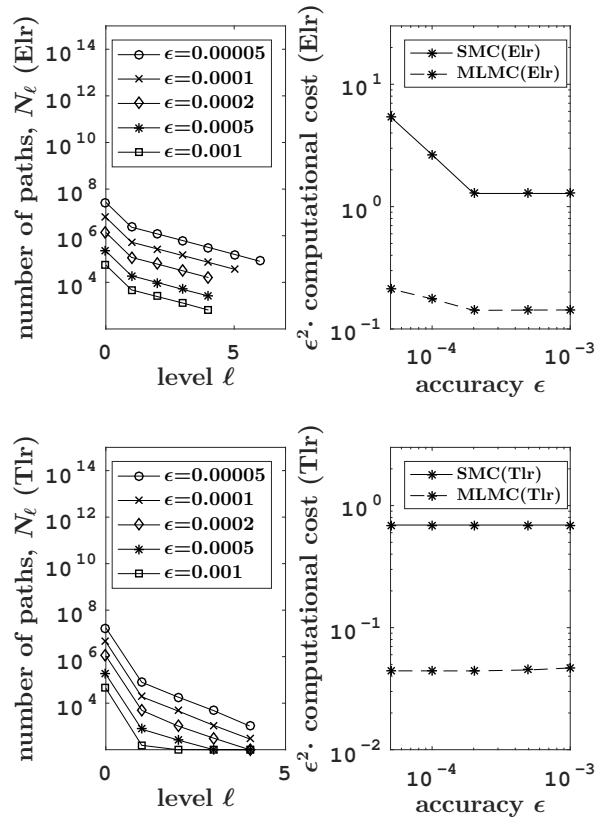 number of paths, N_ℓ (Elr)
10^14
10^12
10^10
10^8
10^6
10^4
ϵ=0.00005
ϵ=0.0001
ϵ=0.0002
ϵ=0.0005
ϵ=0.001
0
5
level ℓ
ϵ^2· computational cost (Elr)
10^1
10^0
10^-1
SMC(Elr)
MLMC(Elr)
10^-4
10^-3
accuracy ϵ
number of paths, N_ℓ (Tlr)
10^14
10^12
10^10
10^8
10^6
10^4
ϵ=0.00005
ϵ=0.0001
ϵ=0.0002
ϵ=0.0005
ϵ=0.001
0
5
level ℓ
ϵ^2· computational cost (Tlr)
10^0
10^-1
10^-2
SMC(Tlr)
MLMC(Tlr)
10^-4
10^-3
accuracy ϵ